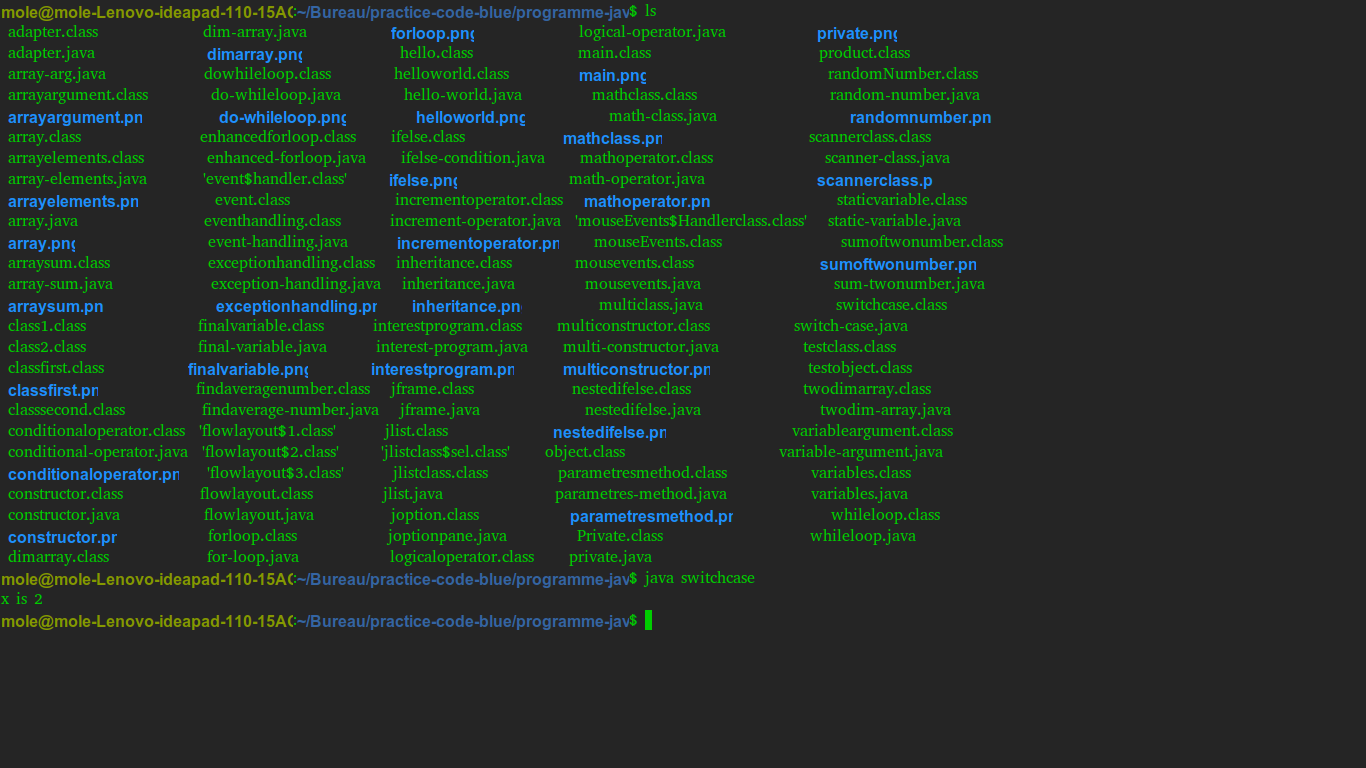 mole@mole-Lenovo-ideapad-110-15AC:~/Bureau/practice-code-blue/programme-jav$ ls
adapter.class dim-array.java forloop.png logical-operator.java private.png
adapter.java dimarray.png hello.class main.class product.class
array-arg.java dowhileloop.class helloworld.class main.png randomNumber.class
arrayargument.class do-whileloop.java hello-world.java mathclass.class random-number.java
arrayargument.pn do-whileloop.png helloworld.png math-class.java randomnumber.png
array.class enhancedforloop.class ifelse.class mathclass.pn scannerclass.class
arrayelements.class enhanced-forloop.java ifelse-condition.java mathoperator.class scanner-class.java
array-elements.java 'event$handler.class' ifelse.png math-operator.java scannerclass.p
arrayelements.pn event.class incrementoperator.class mathoperator.pn staticvariable.class
array.java eventhandling.class increment-operator.java 'mouseEvents$Handlerclass.class' static-variable.java
array.png event-handling.java incrementoperator.pn mouseEvents.class sumoftwonumber.class
arraysum.class exceptionhandling.class inheritance.class mousevents.class sumoftwonumber.pn
array-sum.java exception-handling.java inheritance.java mousevents.java sum-twonumber.java
arraysum.pn exceptionhandling.pr inheritance.pn multiclass.java switchcase.class
class1.class finalvariable.class interestprogram.class multiconstructor.class switch-case.java
class2.class final-variable.java interest-program.java multi-constructor.java testclass.class
classfirst.class finalvariable.png interestprogram.pn multiconstructor.pn testobject.class
classfirst.pn findaveragenumber.class jframe.class nestedifelse.class twodimarray.class
classsecond.class findaverage-number.java jframe.java nestedifelse.java twodim-array.java
conditionaloperator.class 'flowlayout$1.class' jlist.class nestedifelse.pn variableargument.class
conditional-operator.java 'flowlayout$2.class' 'jlistclass$sel.class' object.class variable-argument.java
conditionaloperator.pn 'flowlayout$3.class' jlistclass.class parametresmethod.class variables.class
constructor.class flowlayout.class jlist.java parametres-method.java variables.java
constructor.java flowlayout.java joption.class parametresmethod.pr whileloop.class
constructor.pr forloop.class joptionpane.java Private.class whileloop.java
dimarray.class for-loop.java logicaloperator.class private.java
mole@mole-Lenovo-ideapad-110-15AC:~/Bureau/practice-code-blue/programme-jav$ java switchcase
x is 2
mole@mole-Lenovo-ideapad-110-15AC:~/Bureau/practice-code-blue/programme-jav$